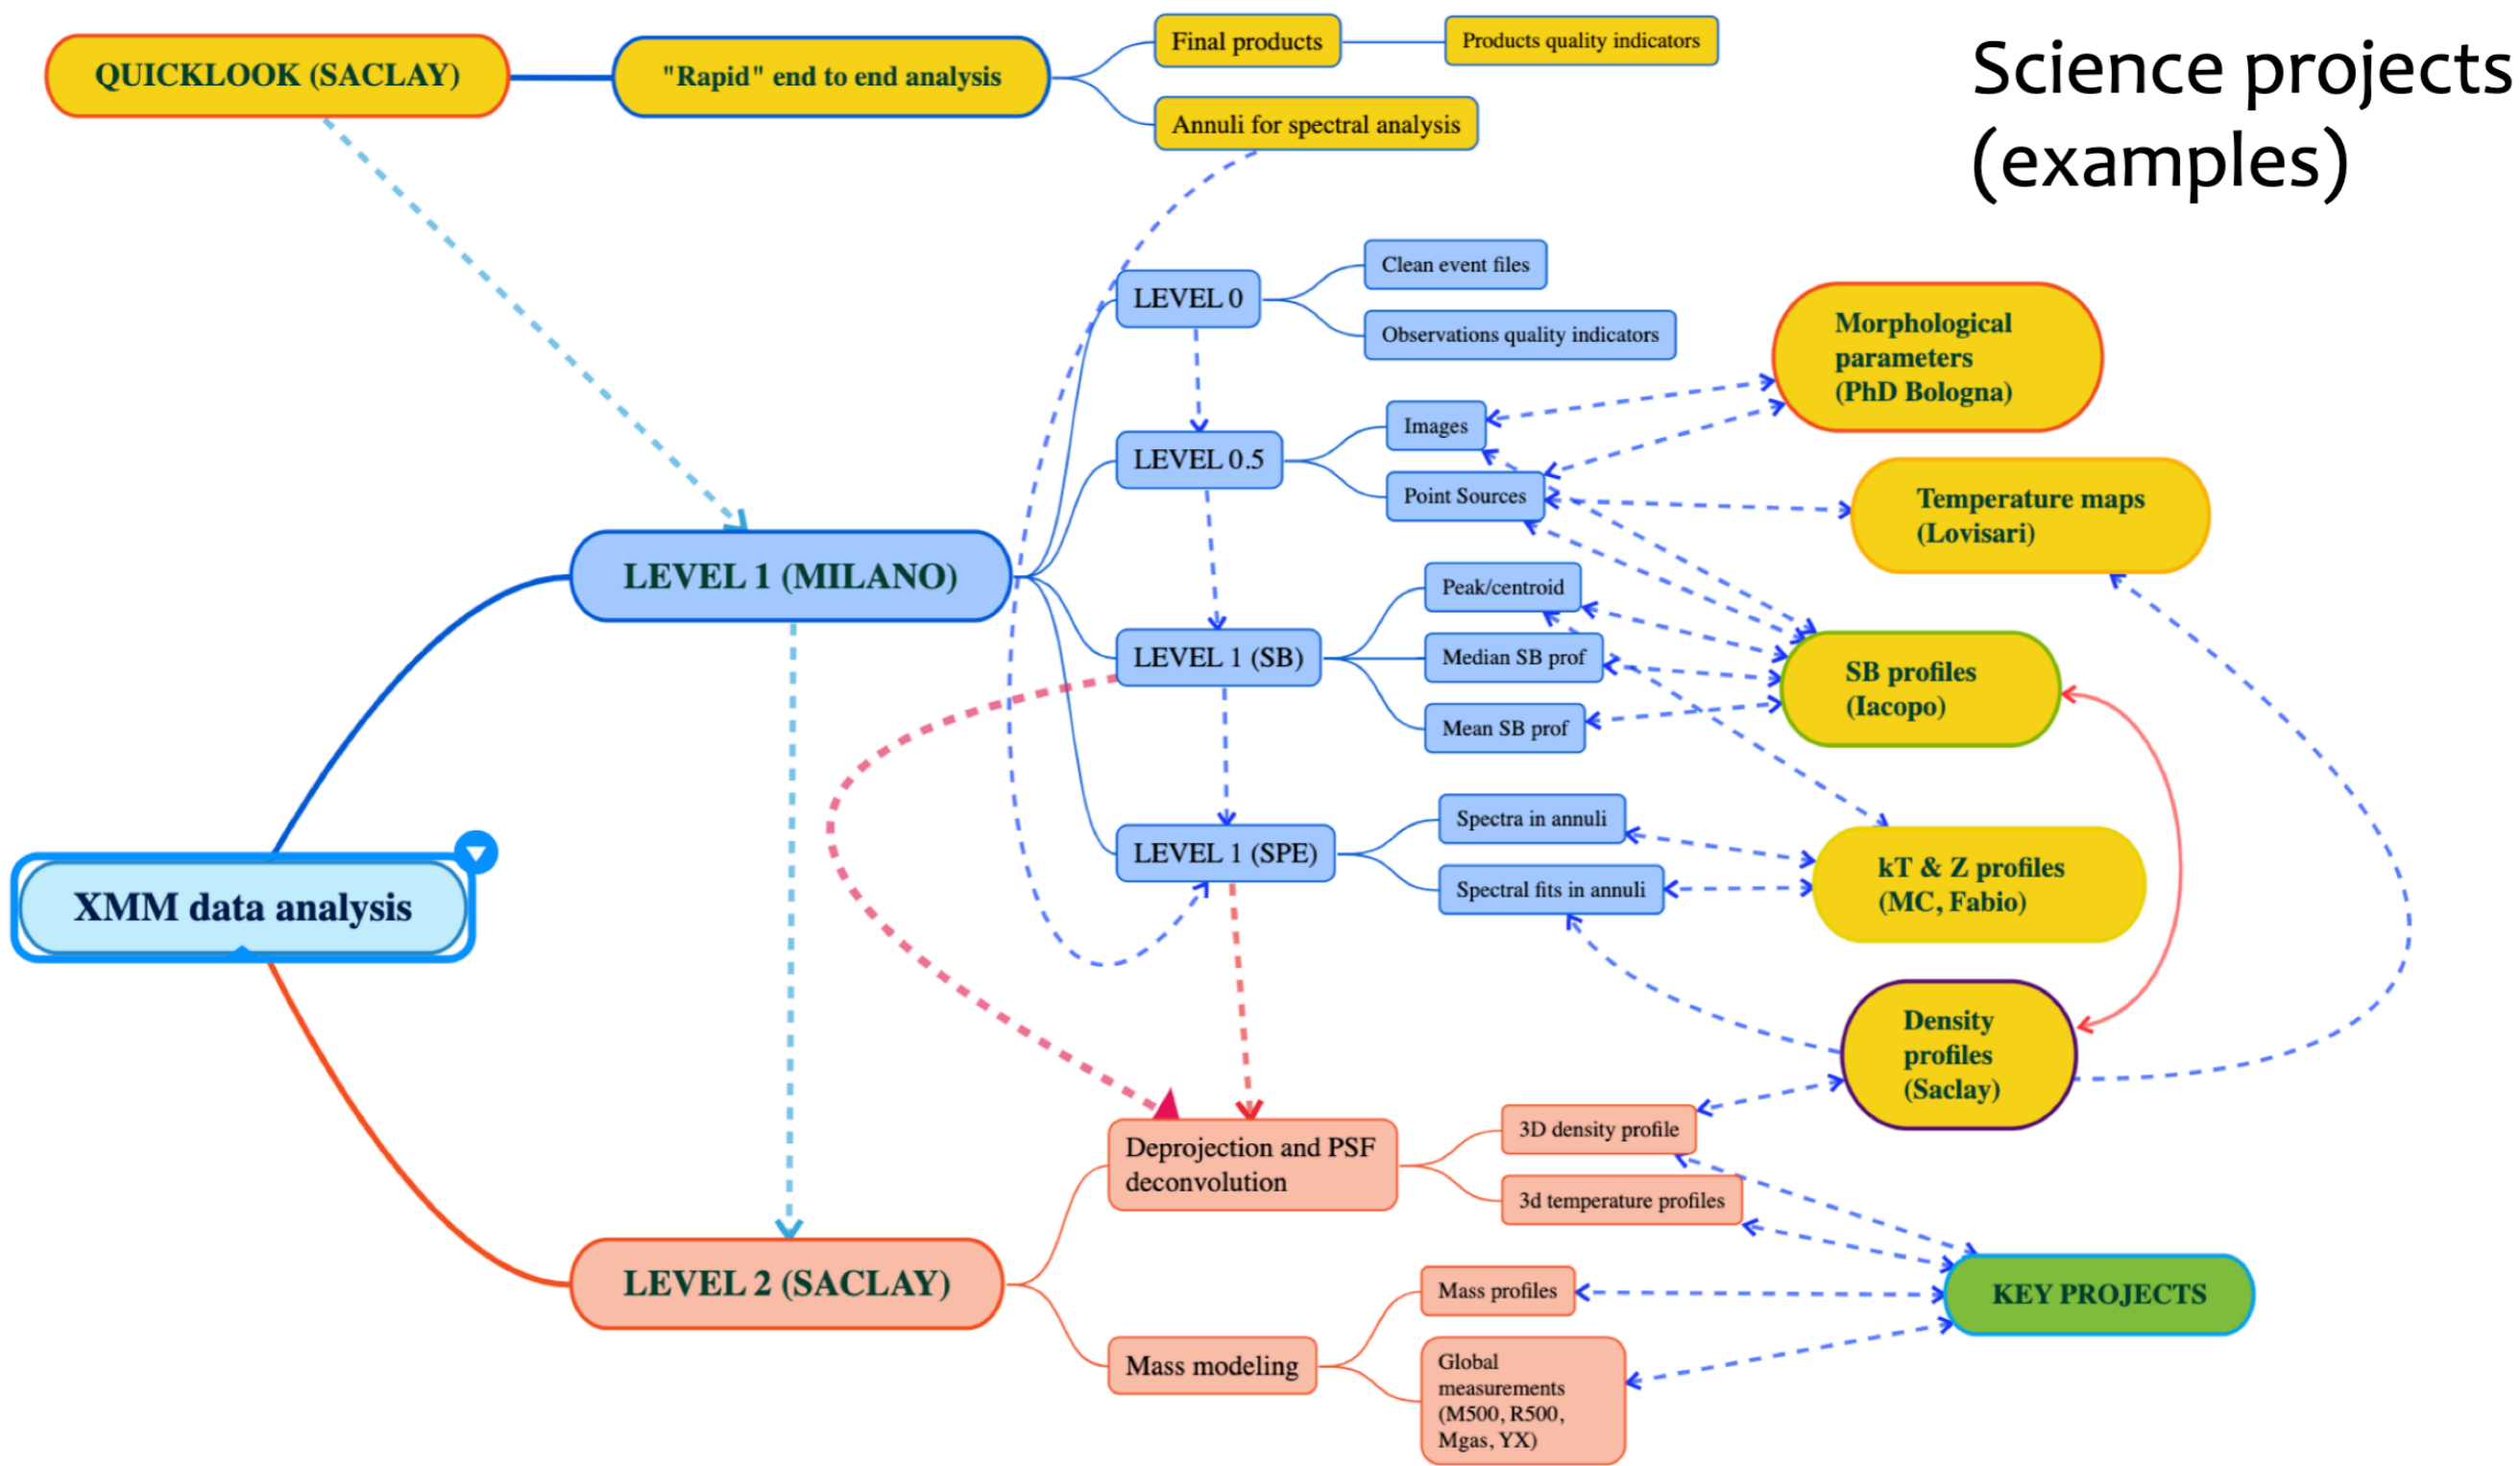 Science projects
(examples)
QUICKLOOK (SACLAY)
"Rapid" end to end analysis
Final products
Products quality indicators
Annuli for spectral analysis
LEVEL 0
Clean event files
Observations quality indicators
LEVEL 0.5
Images
Point Sources
Morphological
parameters
(PhD Bologna)
Temperature maps
(Lovisari)
LEVEL 1 (MILANO)
LEVEL 1 (SB)
Peak/centroid
Median SB prof
Mean SB prof
SB profiles
(Iacopo)
LEVEL 1 (SPE)
Spectra in annuli
Spectral fits in annuli
kT & Z profiles
(MC, Fabio)
XMM data analysis
Density
profiles
(Saclay)
Deprojection and PSF
deconvolution
3D density profile
3d temperature profiles
LEVEL 2 (SACLAY)
Mass modeling
Mass profiles
Global
measurements
(M500, R500,
Mgas, YX)
KEY PROJECTS